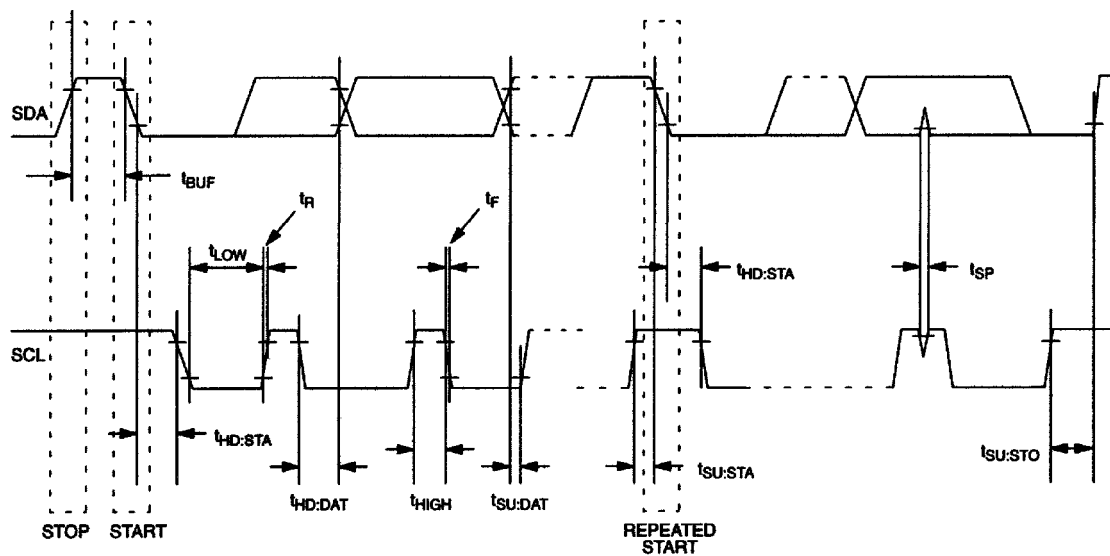 SDA
tBUF
tR
tF
tLOW
tHD:STA
tSP
SCL
tHD:STA
tHD:DAT
tHIGH
tSU:DAT
tSU:STA
tSU:STO
STOP
START
REPEATED
START